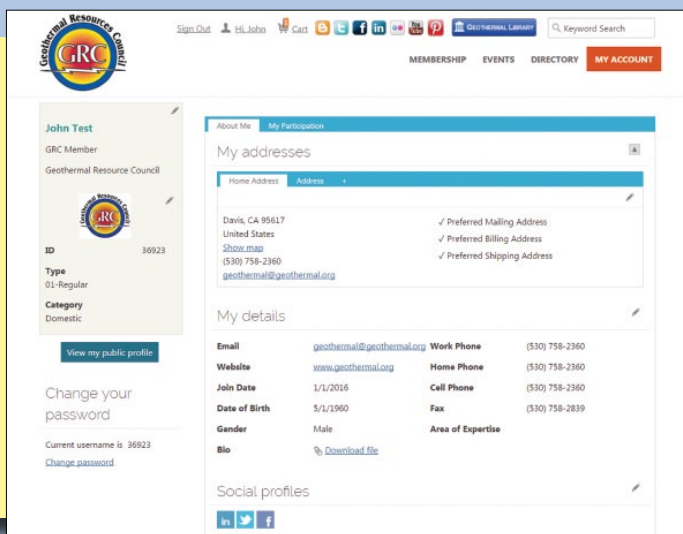 Geothermal Resources Council
GRC
Sign Out Hi, John Cart GEOTHERMAL LIBRARY Keyword Search
MEMBERSHIP EVENTS DIRECTORY MY ACCOUNT
John Test
GRC Member
Geothermal Resource Council
GRC
ID 36923
Type
01-Regular
Category
Domestic
View my public profile
Change your
password
Current username is 36923
Change password
About Me My Participation
My addresses
Home Address Address +
Davis, CA 95617
United States
Show map
(530) 758-2360
geothermal@geothermal.org
✓ Preferred Mailing Address
✓ Preferred Billing Address
✓ Preferred Shipping Address
My details
Email geothermal@geothermal.org Work Phone (530) 758-2360
Website www.geothermal.org Home Phone (530) 758-2360
Join Date 1/1/2016 Cell Phone (530) 758-2360
Date of Birth 5/1/1960 Fax (530) 758-2839
Gender Male Area of Expertise
Bio Download file
Social profiles